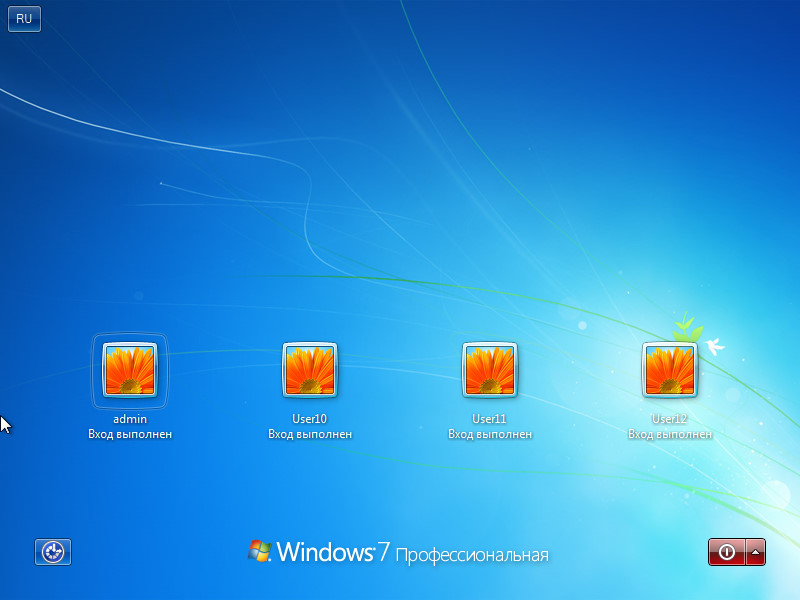 RU
admin
Вход выполнен
User10
Вход выполнен
User11
Вход выполнен
User12
Вход выполнен
Windows 7 Профессиональная